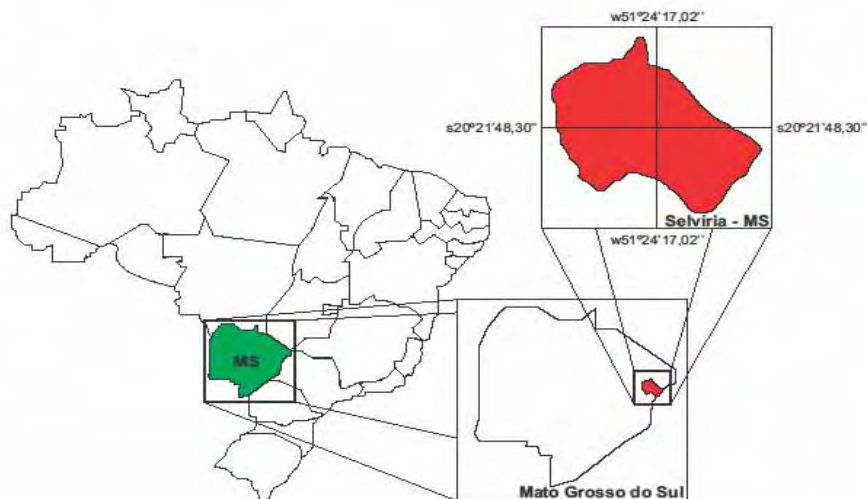 w51º24'17,02''
s20º21'48,30''
s20º21'48,30''
Selvíria - MS
w51º24'17,02''
MS
Mato Grosso do Sul